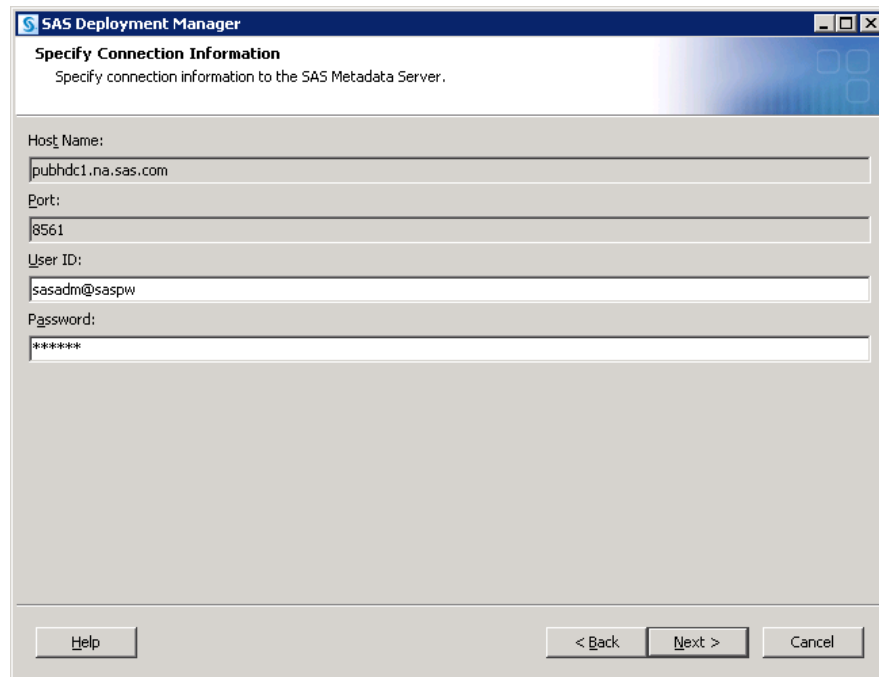 SAS Deployment Manager
Specify Connection Information
Specify connection information to the SAS Metadata Server.
Host Name:
pubhdc1.na.sas.com
Port:
8561
User ID:
sasadm@saspw
Password:
******
Help
< Back
Next >
Cancel